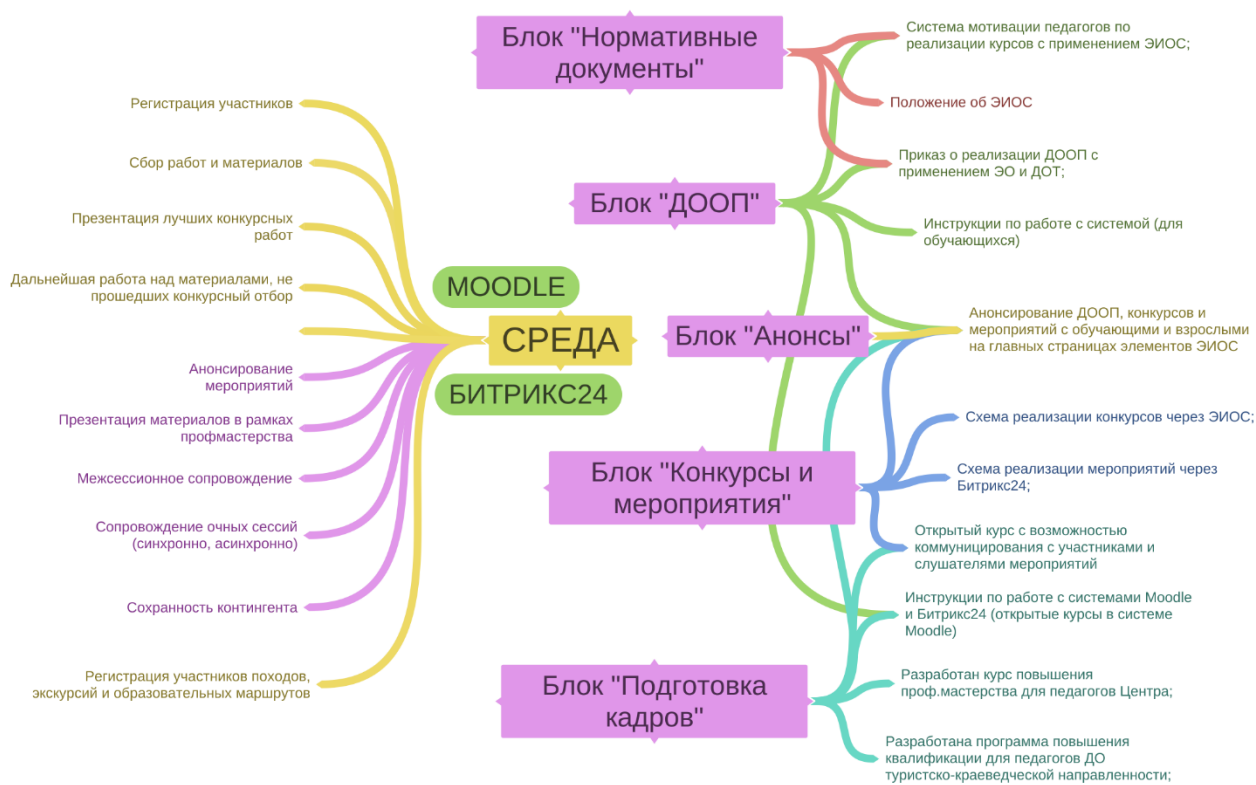 Регистрация участников
Сбор работ и материалов
Презентация лучших конкурсных
работ
Дальнейшая работа над материалами, не
прошедших конкурсный отбор
Анонсирование
мероприятий
Презентация материалов в рамках
профмастерства
Межсессионное сопровождение
Сопровождение очных сессий
(синхронно, асинхронно)
Сохранность контингента
Регистрация участников походов,
экскурсий и образовательных маршрутов
MOODLE
СРЕДА
БИТРИКС24
Блок "Нормативные
документы"
Блок "ДООП"
Блок "Анонсы"
Блок "Конкурсы и
мероприятия"
Блок "Подготовка
кадров"
Система мотивации педагогов по
реализации курсов с применением ЭИОС;
Положение об ЭИОС
Приказ о реализации ДООП с
применением ЭО и ДОТ;
Инструкции по работе с системой (для
обучающихся)
Анонсирование ДООП, конкурсов и
мероприятий с обучающими и взрослыми
на главных страницах элементов ЭИОС
Схема реализации конкурсов через ЭИОС;
Схема реализации мероприятий через
Битрикс24;
Открытый курс с возможностью
коммуницирования с участниками и
слушателями мероприятий
Инструкции по работе с системами Moodle
и Битрикс24 (открытые курсы в системе
Moodle)
Разработан курс повышения
проф.мастерства для педагогов Центра;
Разработана программа повышения
квалификации для педагогов ДО
туристско-краеведческой направленности;